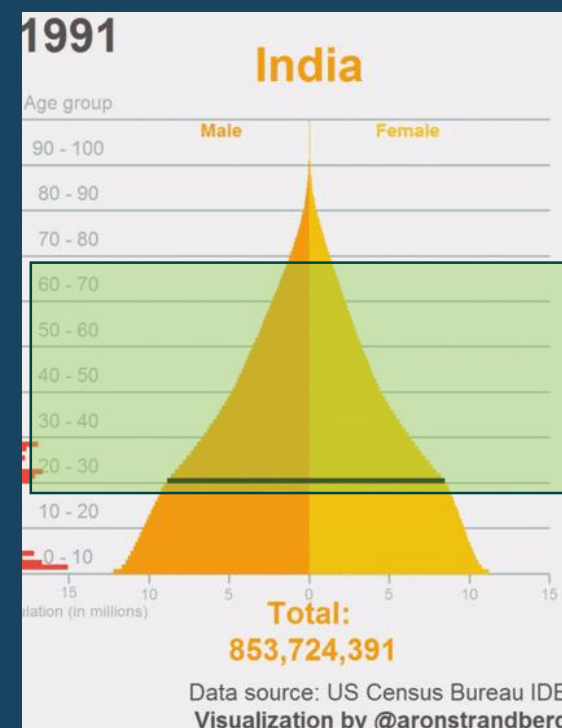 1991
India
Age group
Male
Female
90 - 100
80 - 90
70 - 80
60 - 70
50 - 60
40 - 50
30 - 40
20 - 30
10 - 20
0 - 10
15 10 5 0 5 10 15
(in millions)
Total:
853,724,391
Data source: US Census Bureau IDB
Visualization by @aronstrandberg